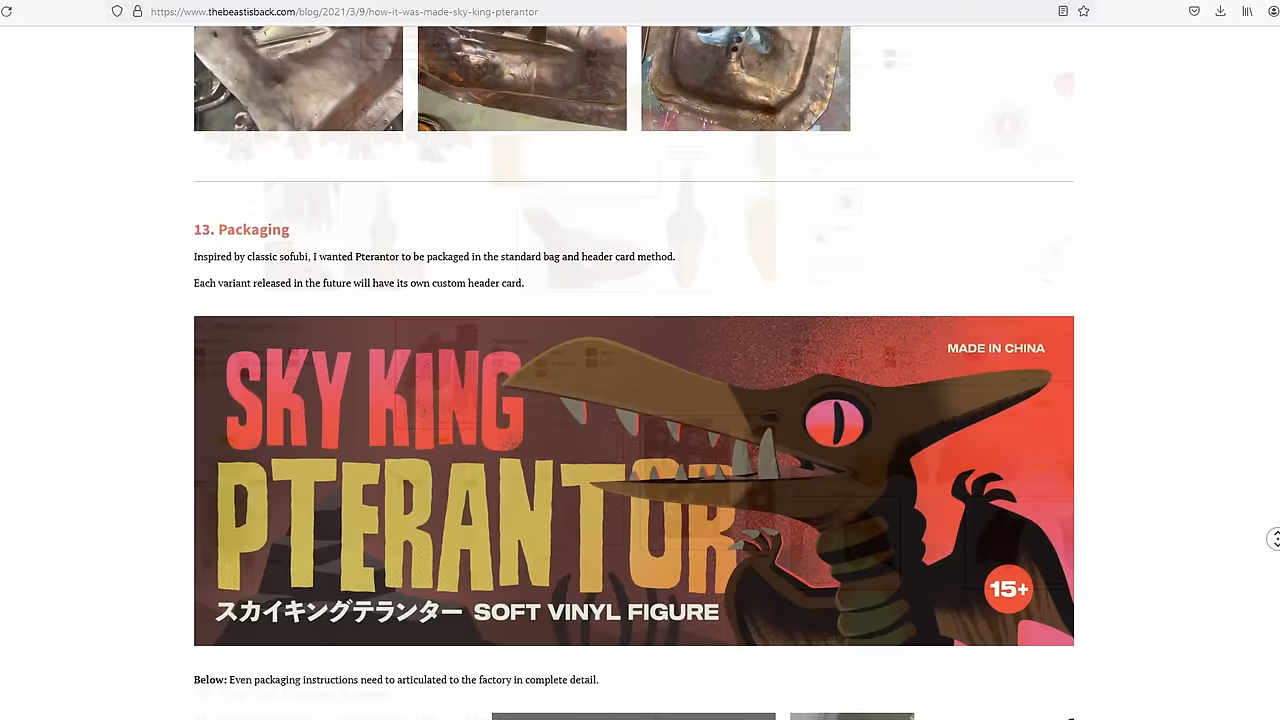 https://www.thebeastisback.com/blog/2021/3/9/how-it-was-made-sky-king-pterantor
13. Packaging
Inspired by classic sofubi, I wanted Pterantor to be packaged in the standard bag and header card method.
Each variant released in the future will have its own custom header card.
MADE IN CHINA
SKY KING
PTERANTOR
スカイキングテランター SOFT VINYL FIGURE
15+
Below: Even packaging instructions need to articulated to the factory in complete detail.